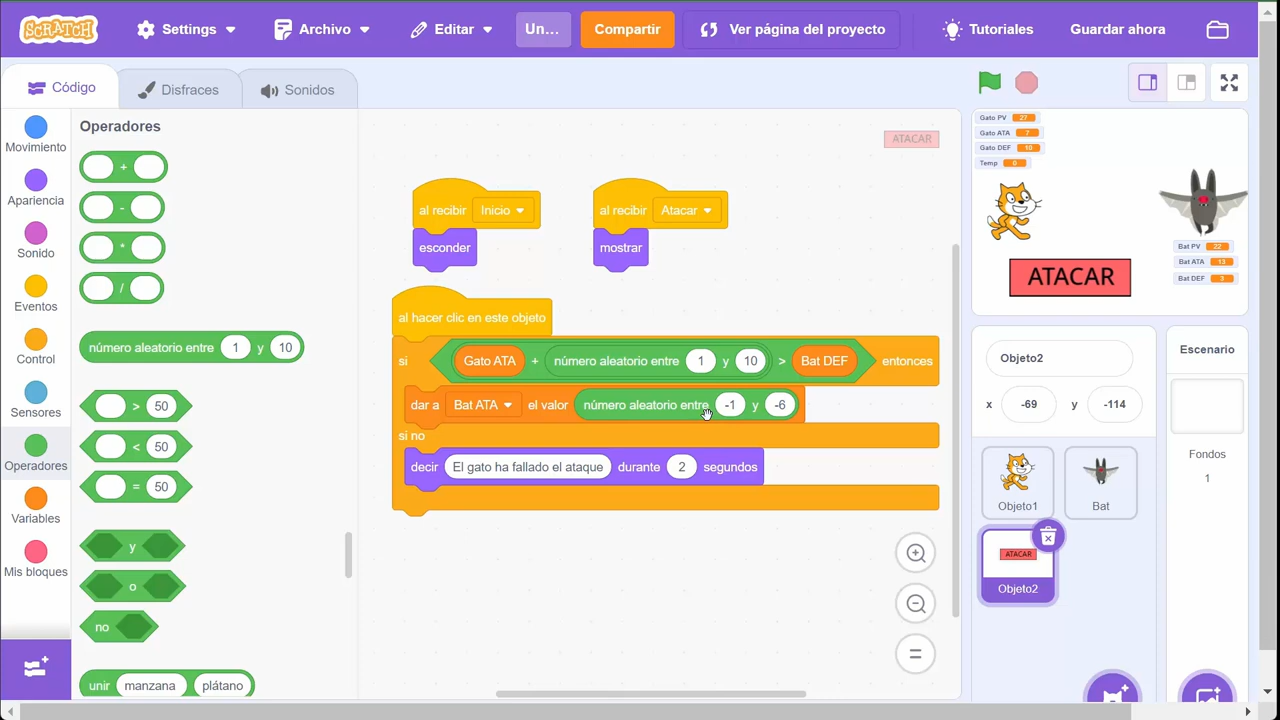 SCRATCH
Settings
Archivo
Editar
Un...
Compartir
Ver página del proyecto
Tutoriales
Guardar ahora
Código
Disfraces
Sonidos
Movimiento
Apariencia
Sonido
Eventos
Control
Sensores
Operadores
Variables
Mis bloques
Operadores
+
-
*
/
número aleatorio entre 1 y 10
> 50
< 50
= 50
y
o
no
unir manzana plátano
ATACAR
al recibir Inicio
esconder
al recibir Atacar
mostrar
al hacer clic en este objeto
si Gato ATA + número aleatorio entre 1 y 10 > Bat DEF entonces
dar a Bat ATA el valor número aleatorio entre -1 y -6
si no
decir El gato ha fallado el ataque durante 2 segundos
Gato PV 27
Gato ATA 7
Gato DEF 10
Temp 0
Bat PV 22
Bat ATA 13
Bat DEF 3
ATACAR
Objeto2
x -69 y -114
Objeto1
Bat
ATACAR
Objeto2
Escenario
Fondos
1